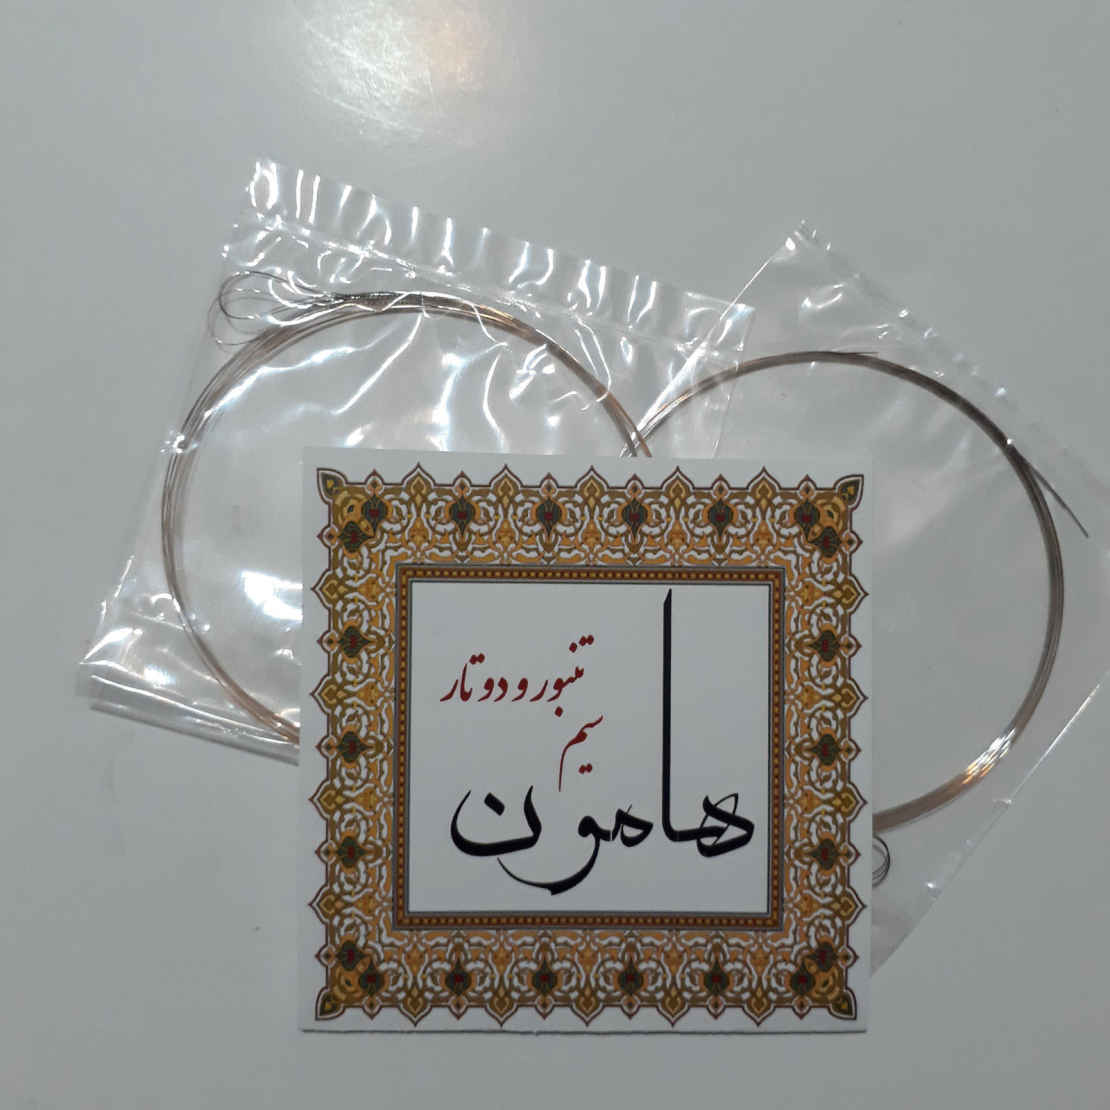 تنبور و دوتار
سیم
هامون